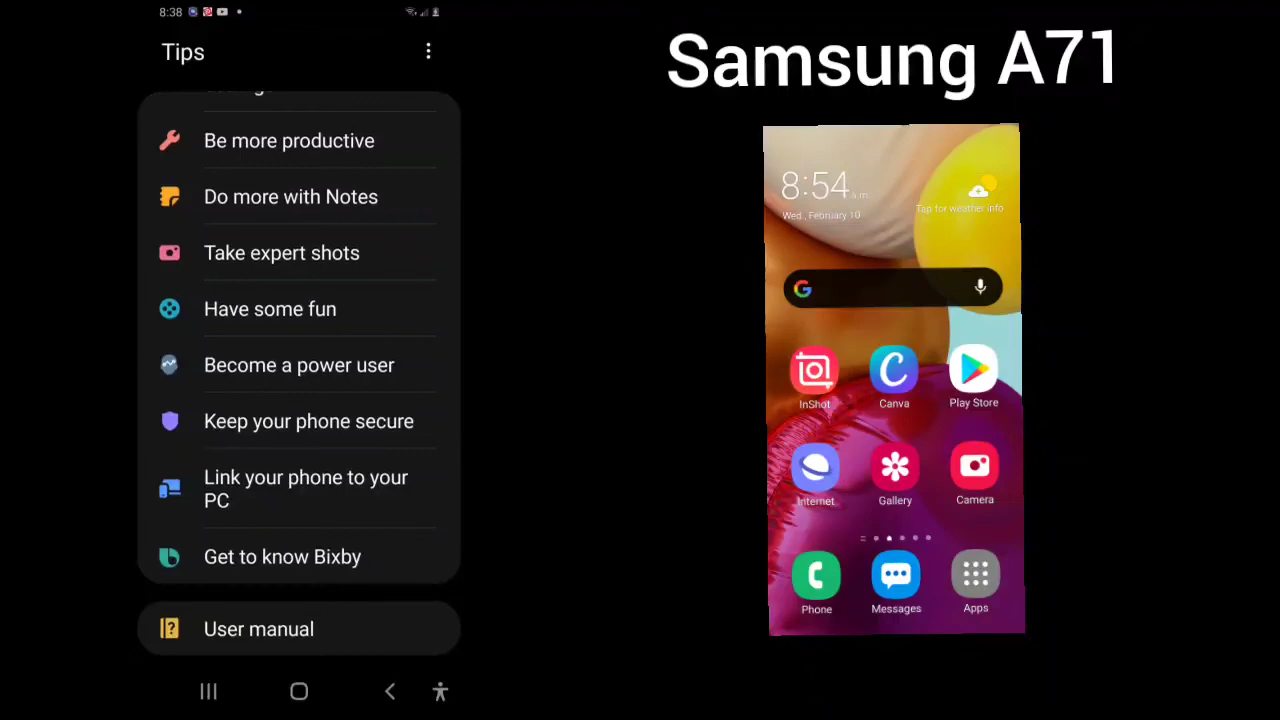 8:38
Tips
Be more productive
Do more with Notes
Take expert shots
Have some fun
Become a power user
Keep your phone secure
Link your phone to your
PC
Get to know Bixby
User manual
Samsung A71
8:54 a.m.
Wed, February 10
Tap for weather info
InShot
Canva
Play Store
Internet
Gallery
Camera
Phone
Messages
Apps